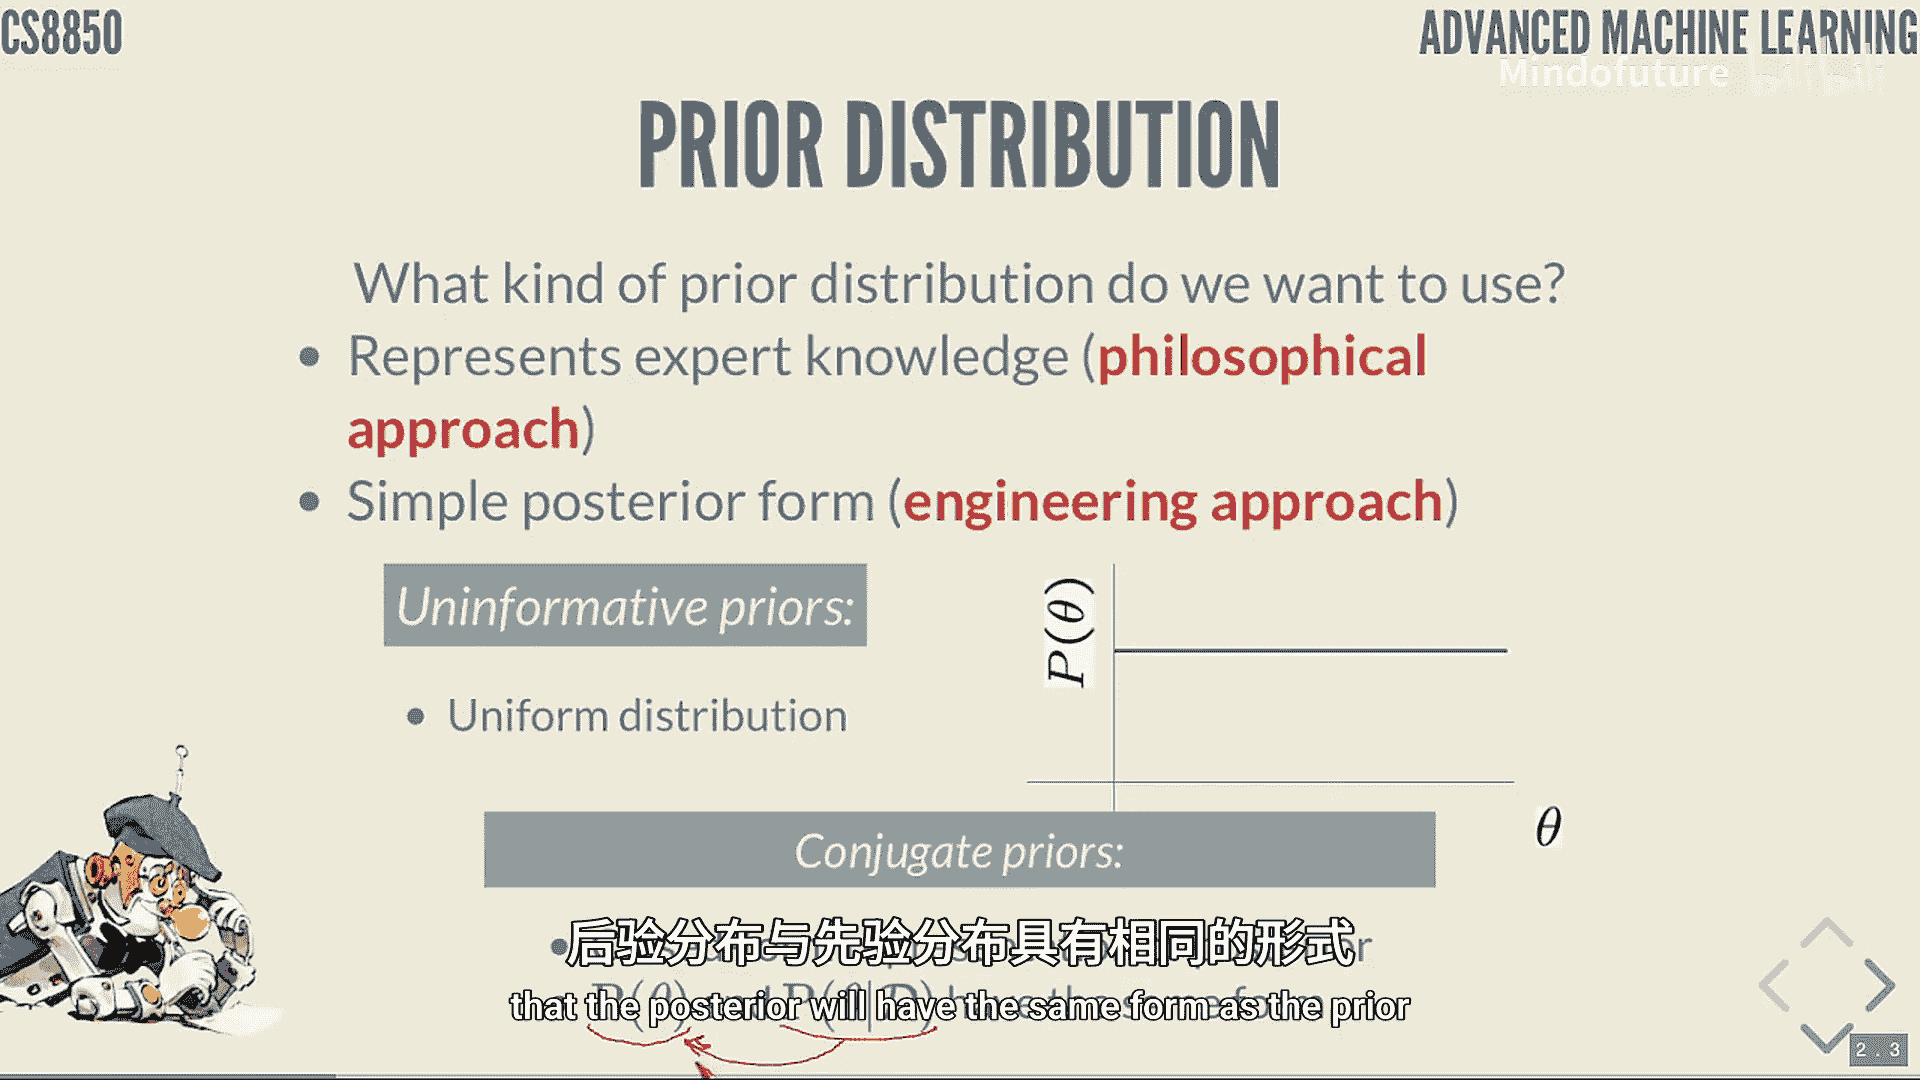 CS8850
ADVANCED MACHINE LEARNING
Mindofuture bilibili
PRIOR DISTRIBUTION
What kind of prior distribution do we want to use?
• Represents expert knowledge (philosophical
approach)
• Simple posterior form (engineering approach)
Uninformative priors:
• Uniform distribution
P(θ)
θ
Conjugate priors:
后验分布与先验分布具有相同的形式
that the posterior will have the same form as the prior
2.3